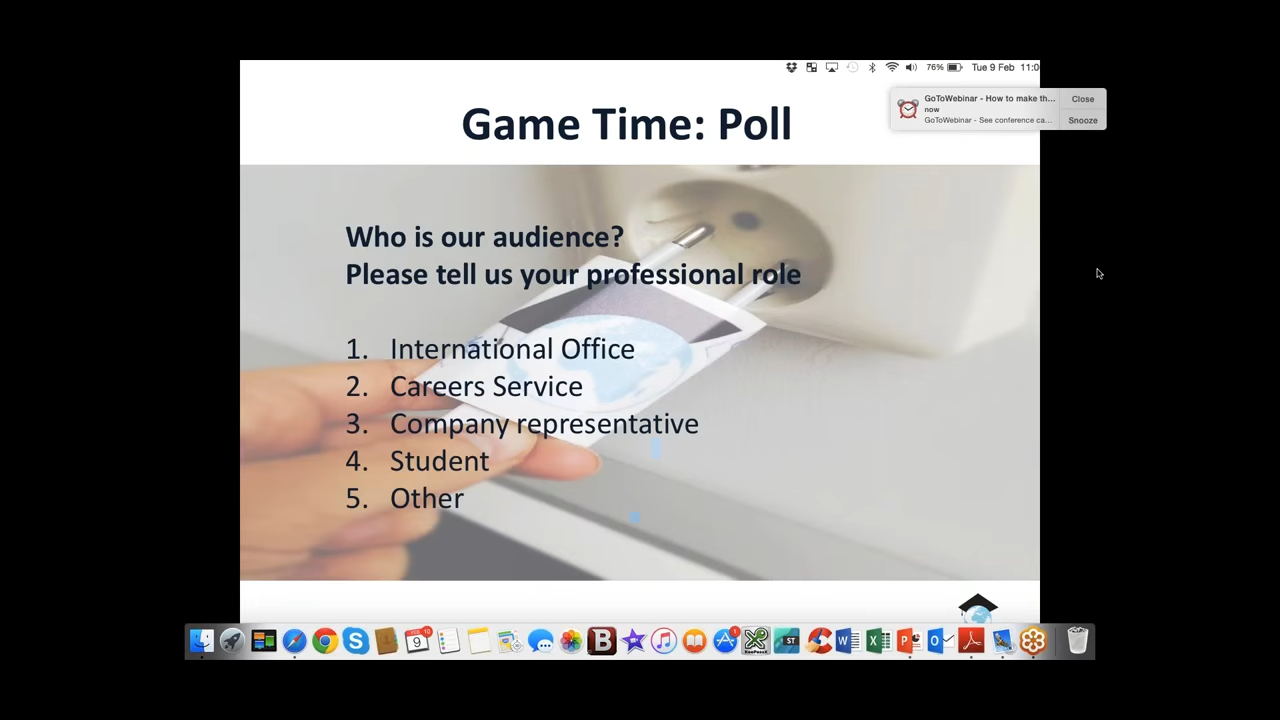 76% Tue 9 Feb 11:0
GoToWebinar - How to make th...
now
GoToWebinar - See conference ca...
Close
Snooze
Game Time: Poll
Who is our audience?
Please tell us your professional role
1. International Office
2. Careers Service
3. Company representative
4. Student
5. Other